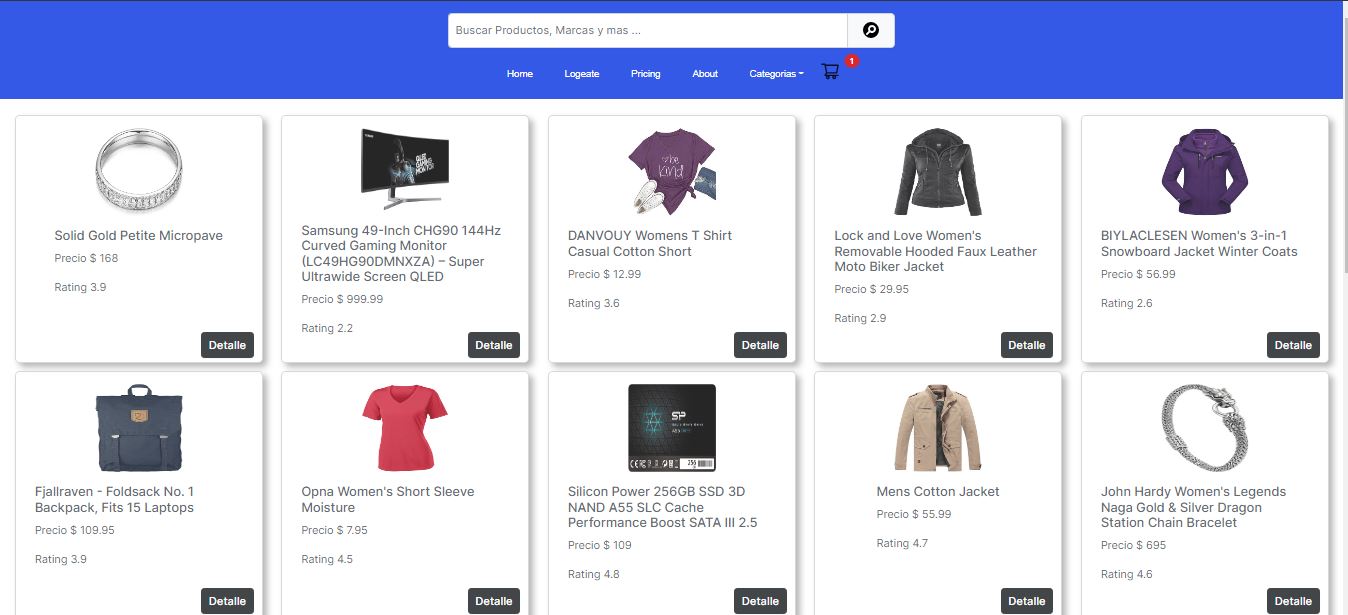 Buscar Productos, Marcas y mas ...
Home
Logeate
Pricing
About
Categorias
1
Solid Gold Petite Micropave
Precio $ 168
Rating 3.9
Detalle
Samsung 49-Inch CHG90 144Hz
Curved Gaming Monitor
(LC49HG90DMNXZA) – Super
Ultrawide Screen QLED
Precio $ 999.99
Rating 2.2
Detalle
be
kind
DANVOUY Womens T Shirt
Casual Cotton Short
Precio $ 12.99
Rating 3.6
Detalle
Lock and Love Women's
Removable Hooded Faux Leather
Moto Biker Jacket
Precio $ 29.95
Rating 2.9
Detalle
BIYLACLESEN Women's 3-in-1
Snowboard Jacket Winter Coats
Precio $ 56.99
Rating 2.6
Detalle
Fjallraven - Foldsack No. 1
Backpack, Fits 15 Laptops
Precio $ 109.95
Rating 3.9
Detalle
Opna Women's Short Sleeve
Moisture
Precio $ 7.95
Rating 4.5
Detalle
SP
A55
256
Silicon Power 256GB SSD 3D
NAND A55 SLC Cache
Performance Boost SATA III 2.5
Precio $ 109
Rating 4.8
Detalle
Mens Cotton Jacket
Precio $ 55.99
Rating 4.7
Detalle
John Hardy Women's Legends
Naga Gold & Silver Dragon
Station Chain Bracelet
Precio $ 695
Rating 4.6
Detalle